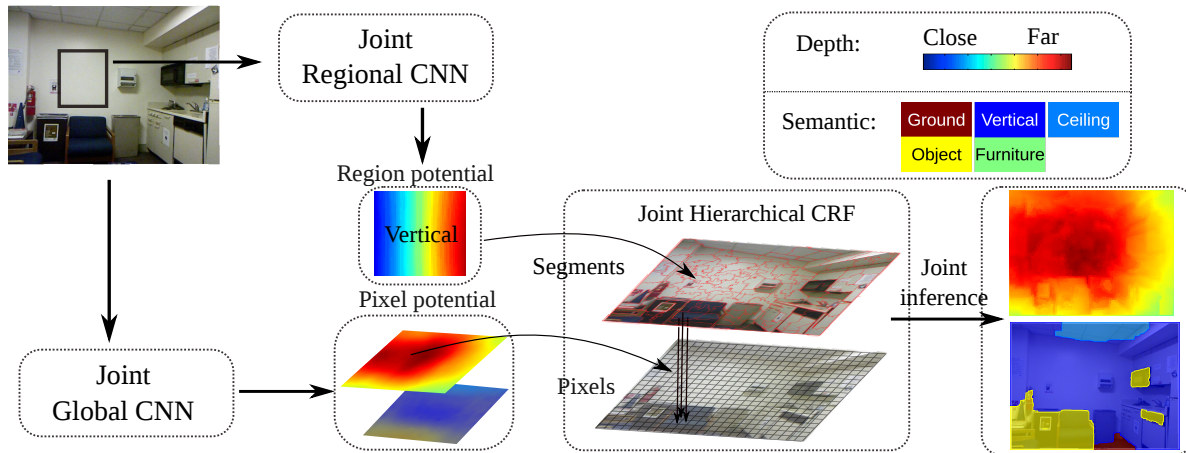 Joint
Regional CNN
Depth:
Close
Far
Semantic:
Ground
Vertical
Ceiling
Object
Furniture
Region potential
Vertical
Joint Hierarchical CRF
Segments
Joint
inference
Pixel potential
Pixels
Joint
Global CNN